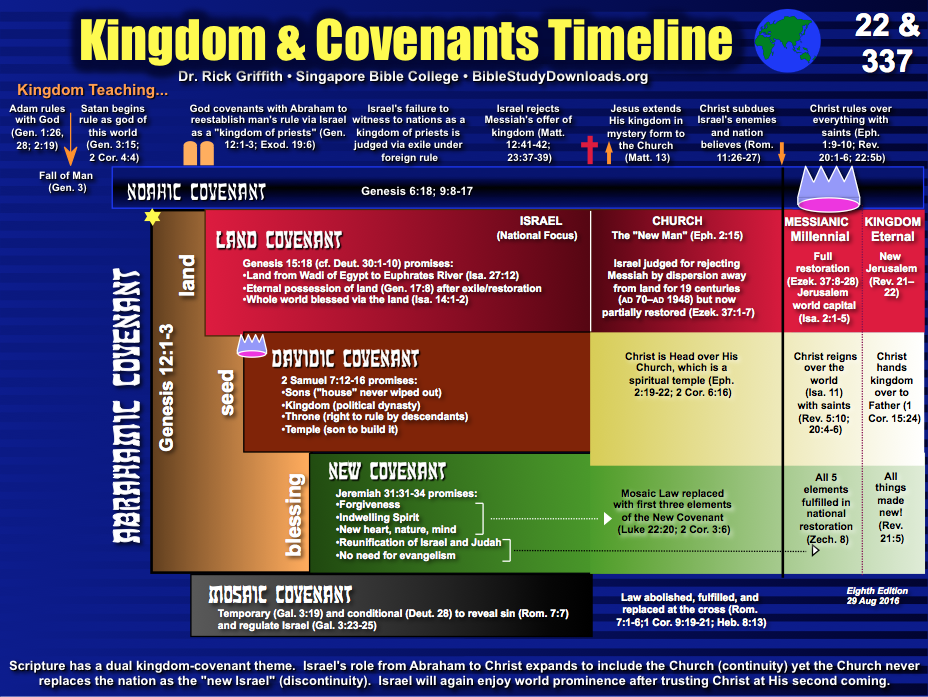 Kingdom & Covenants Timeline
22 &
337
Dr. Rick Griffith • Singapore Bible College • BibleStudyDownloads.org
Kingdom Teaching...
Adam rules
with God
(Gen. 1:26,
28; 2:19)
Satan begins
rule as god of
this world
(Gen. 3:15;
2 Cor. 4:4)
Fall of Man
(Gen. 3)
God covenants with Abraham to
reestablish man's rule via Israel
as a "kingdom of priests" (Gen.
12:1-3; Exod. 19:6)
Israel's failure to
witness to nations as a
kingdom of priests is
judged via exile under
foreign rule
Israel rejects
Messiah's offer of
kingdom (Matt.
12:41-42;
23:37-39)
Jesus extends
His kingdom in
mystery form to
the Church
(Matt. 13)
Christ subdues
Israel's enemies
and nation
believes (Rom.
11:26-27)
Christ rules over
everything with
saints (Eph.
1:9-10; Rev.
20:1-6; 22:5b)
NOAHIC COVENANT
Genesis 6:18; 9:8-17
ABRAHAMIC COVENANT
Genesis 12:1-3
land
LAND COVENANT
ISRAEL
(National Focus)
Genesis 15:18 (cf. Deut. 30:1-10) promises:
•Land from Wadi of Egypt to Euphrates River (Isa. 27:12)
•Eternal possession of land (Gen. 17:8) after exile/restoration
•Whole world blessed via the land (Isa. 14:1-2)
CHURCH
The "New Man" (Eph. 2:15)
Israel judged for rejecting
Messiah by dispersion away
from land for 19 centuries
(AD 70–AD 1948) but now
partially restored (Ezek. 37:1-7)
MESSIANIC
Millennial
Full
restoration
(Ezek. 37:8-28)
Jerusalem
world capital
(Isa. 2:1-5)
KINGDOM
Eternal
New
Jerusalem
(Rev. 21–
22)
seed
DAVIDIC COVENANT
2 Samuel 7:12-16 promises:
•Sons ("house" never wiped out)
•Kingdom (political dynasty)
•Throne (right to rule by descendants)
•Temple (son to build it)
Christ is Head over His
Church, which is a
spiritual temple (Eph.
2:19-22; 2 Cor. 6:16)
Christ reigns
over the
world
(Isa. 11)
with saints
(Rev. 5:10;
20:4-6)
Christ
hands
kingdom
over to
Father (1
Cor. 15:24)
blessing
NEW COVENANT
Jeremiah 31:31-34 promises:
•Forgiveness
•Indwelling Spirit
•New heart, nature, mind
•Reunification of Israel and Judah
•No need for evangelism
Mosaic Law replaced
with first three elements
of the New Covenant
(Luke 22:20; 2 Cor. 3:6)
All 5
elements
fulfilled in
national
restoration
(Zech. 8)
All
things
made
new!
(Rev.
21:5)
MOSAIC COVENANT
Temporary (Gal. 3:19) and conditional (Deut. 28) to reveal sin (Rom. 7:7)
and regulate Israel (Gal. 3:23-25)
Law abolished, fulfilled, and
replaced at the cross (Rom.
7:1-6;1 Cor. 9:19-21; Heb. 8:13)
Eighth Edition
29 Aug 2016
Scripture has a dual kingdom-covenant theme. Israel's role from Abraham to Christ expands to include the Church (continuity) yet the Church never
replaces the nation as the "new Israel" (discontinuity). Israel will again enjoy world prominence after trusting Christ at His second coming.